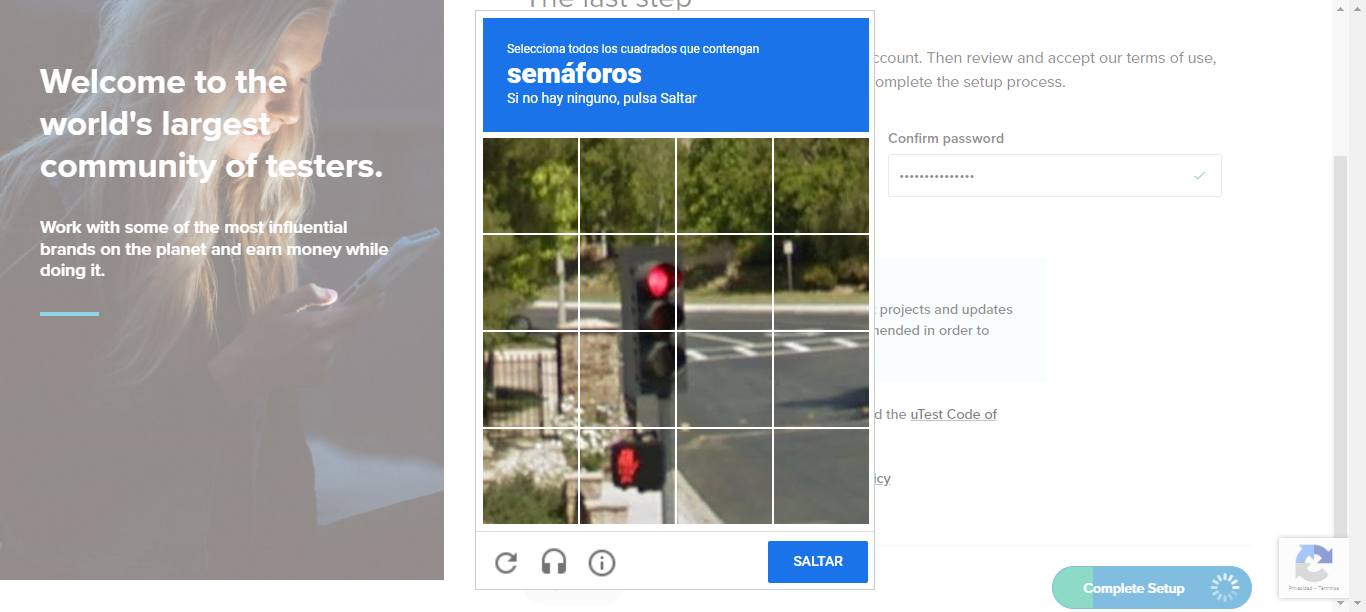 Welcome to the
world's largest
community of testers.
Work with some of the most influential
brands on the planet and earn money while
doing it.
The last step
Selecciona todos los cuadrados que contengan
semáforos
Si no hay ninguno, pulsa Saltar
ccount. Then review and accept our terms of use,
omplete the setup process.
Confirm password
projects and updates
mended in order to
d the uTest Code of
icy
SALTAR
Complete Setup
Privacidad - Términos